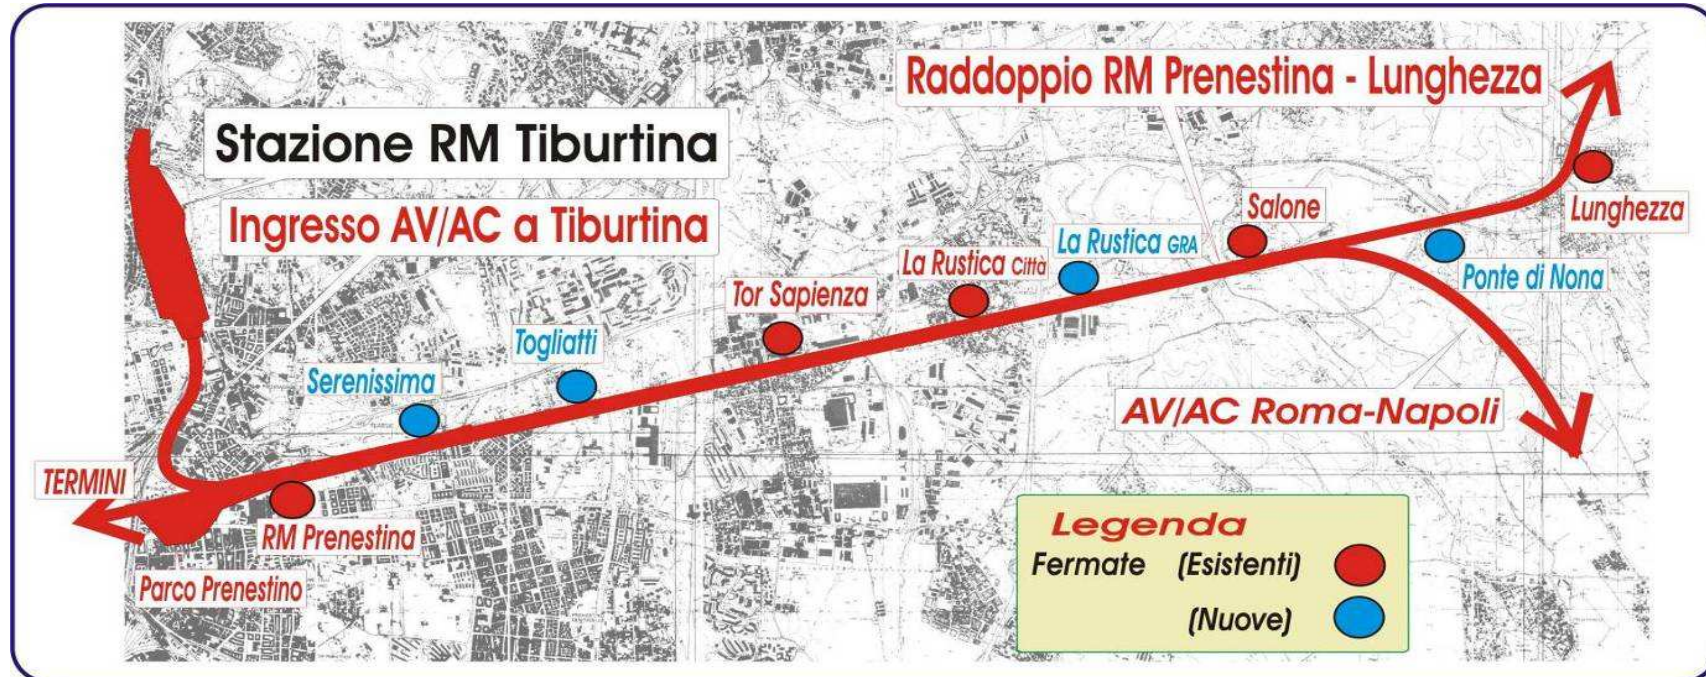 Raddoppio RM Prenestina - Lunghezza
Stazione RM Tiburtina
Ingresso AV/AC a Tiburtina
Lunghezza
Salone
La Rustica GRA
Ponte di Nona
La Rustica Città
Tor Sapienza
Togliatti
Serenissima
AV/AC Roma-Napoli
TERMINI
RM Prenestina
Parco Prenestino
Legenda
Fermate (Esistenti)
(Nuove)